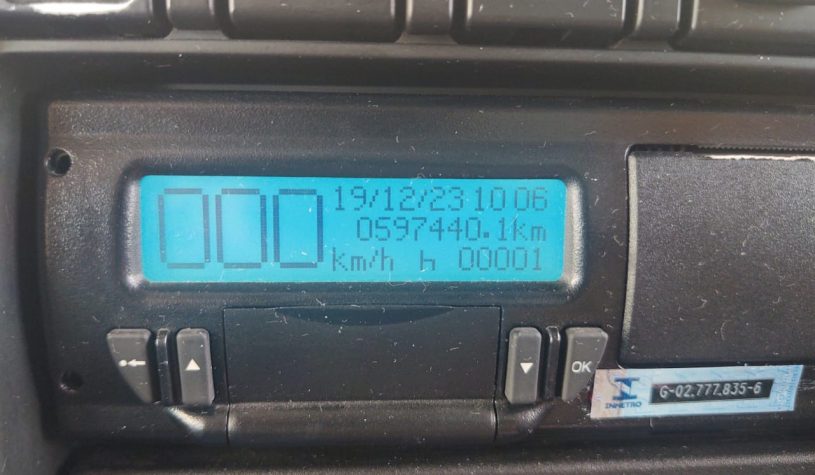 000
19/12/23 10 06
0597440.1km
km/h h 00001
OK
INMETRO
G-02.777.835-6